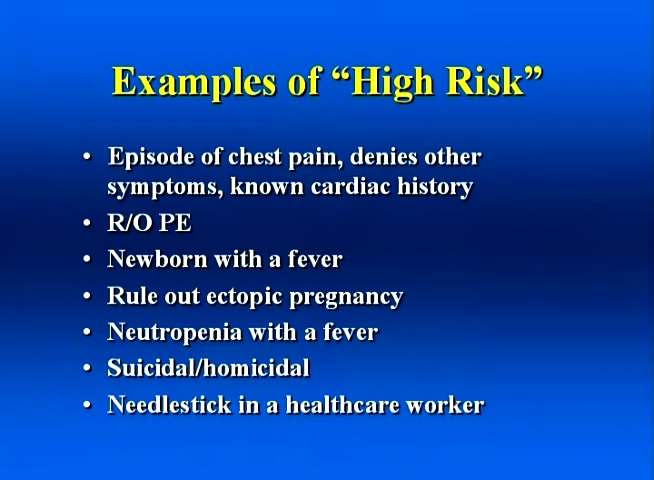 Examples of “High Risk”
• Episode of chest pain, denies other
symptoms, known cardiac history
• R/O PE
• Newborn with a fever
• Rule out ectopic pregnancy
• Neutropenia with a fever
• Suicidal/homicidal
• Needlestick in a healthcare worker